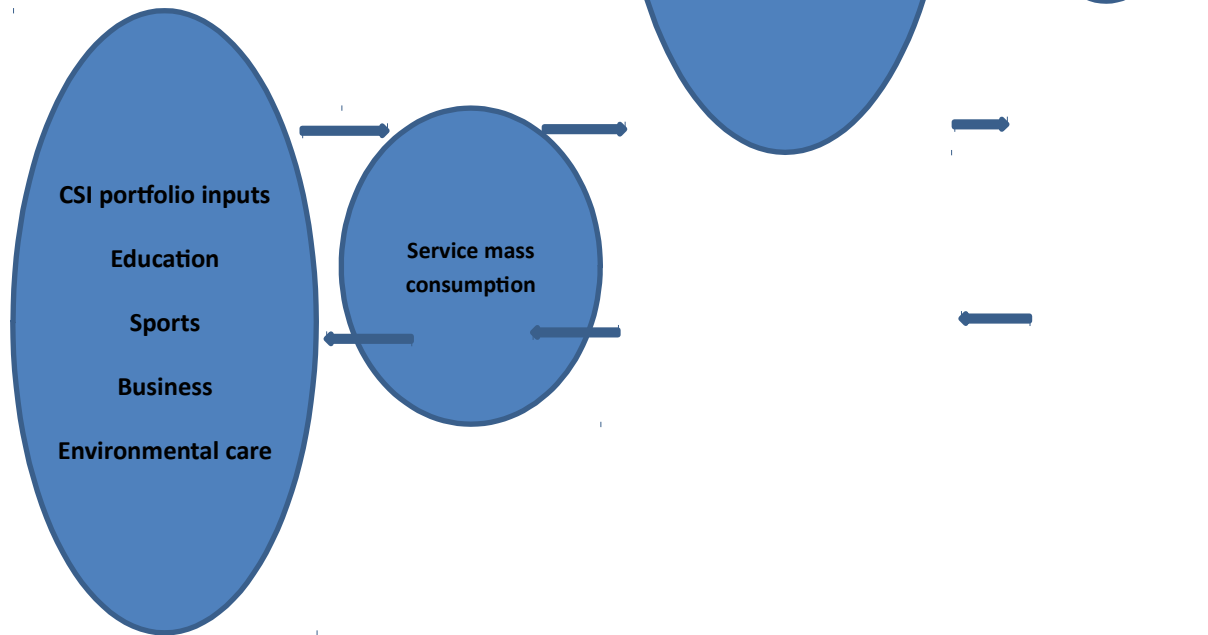 CSI portfolio inputs
Education
Sports
Business
Environmental care
Service mass
consumption